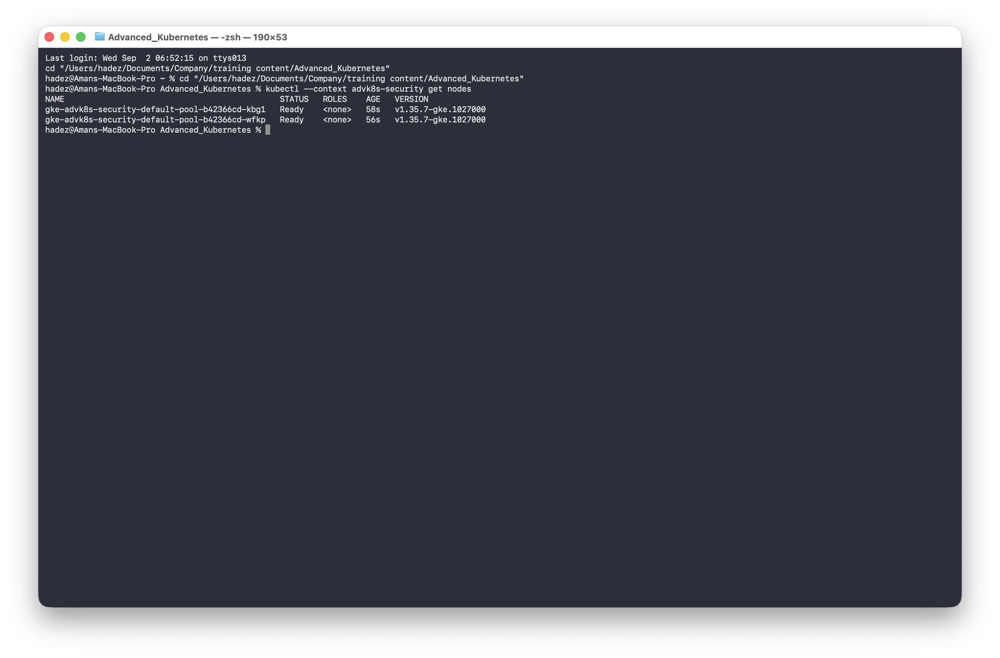 Advanced_Kubernetes — -zsh — 190×53
Last login: Wed Sep  2 06:52:15 on ttys013
cd "/Users/hadez/Documents/Company/training content/Advanced_Kubernetes"
hadez@Amans-MacBook-Pro ~ % cd "/Users/hadez/Documents/Company/training content/Advanced_Kubernetes"
hadez@Amans-MacBook-Pro Advanced_Kubernetes % kubectl --context advk8s-security get nodes
NAME                                             STATUS   ROLES    AGE   VERSION
gke-advk8s-security-default-pool-b42366cd-kbg1   Ready    <none>   58s   v1.35.7-gke.1027000
gke-advk8s-security-default-pool-b42366cd-wfkp   Ready    <none>   56s   v1.35.7-gke.1027000
hadez@Amans-MacBook-Pro Advanced_Kubernetes %